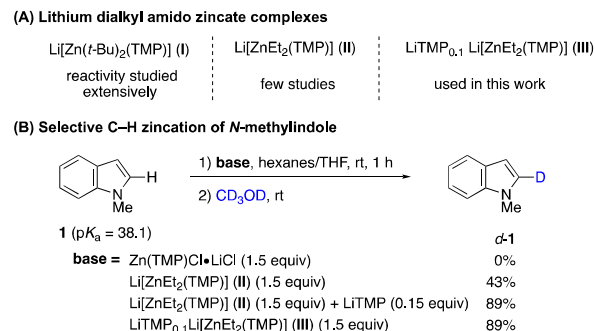 (A) Lithium dialkyl amido zincate complexes
Li[Zn(t-Bu)₂(TMP)] (I)
reactivity studied
extensively
Li[ZnEt₂(TMP)] (II)
few studies
LiTMP₀.₁ Li[ZnEt₂(TMP)] (III)
used in this work
(B) Selective C–H zincation of N-methylindole
H
N
Me
1 (pKₐ = 38.1)
1) base, hexanes/THF, rt, 1 h
2) CD₃OD, rt
D
N
Me
d-1
base = Zn(TMP)Cl•LiCl (1.5 equiv) 0%
Li[ZnEt₂(TMP)] (II) (1.5 equiv) 43%
Li[ZnEt₂(TMP)] (II) (1.5 equiv) + LiTMP (0.15 equiv) 89%
LiTMP₀.₁Li[ZnEt₂(TMP)] (III) (1.5 equiv) 89%